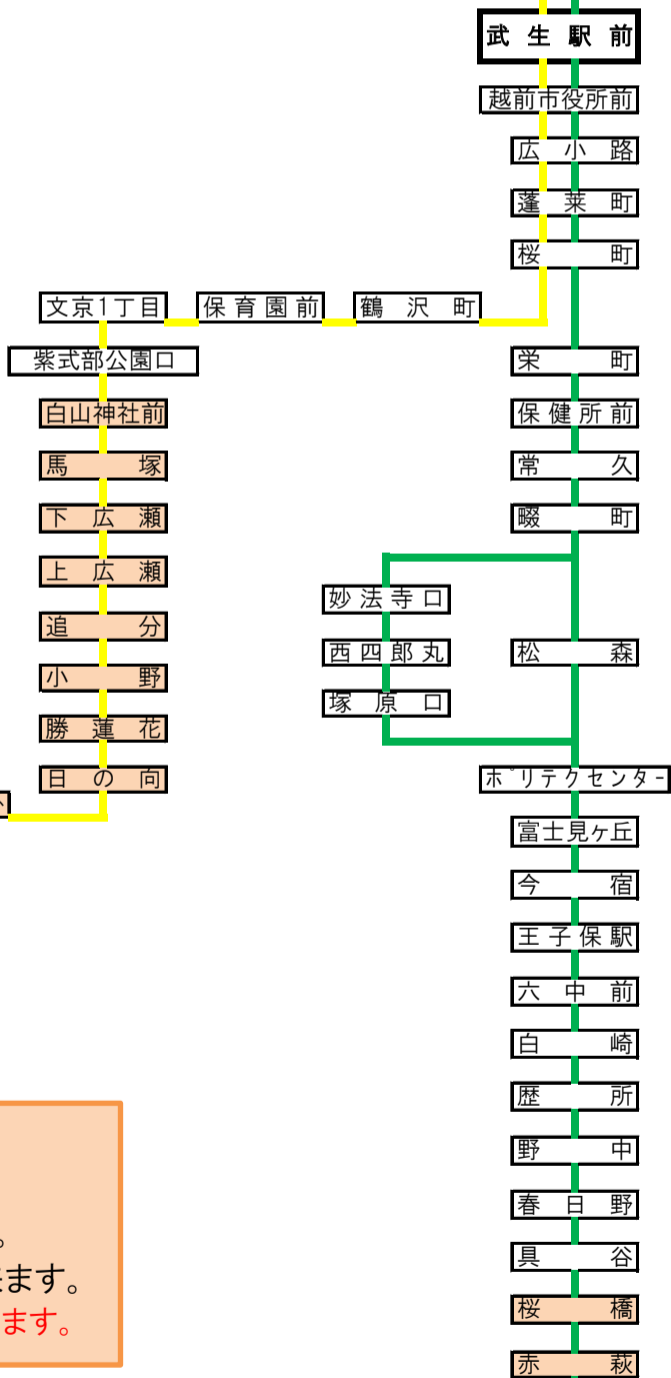 武生駅前
越前市役所前
広小路
蓬莱町
桜町
文京1丁目 保育園前 鶴沢町
紫式部公園口
白山神社前
馬塚
下広瀬
上広瀬
追分
小野
勝蓮花
日の向
栄町
保健所前
常久
畷町
妙法寺口
西四郎丸
塚原口
松森
ポリテクセンター
富士見ヶ丘
今宿
王子保駅
六中前
白崎
歴所
野中
春日野
具谷
桜橋
赤萩
。
ます。
ます。